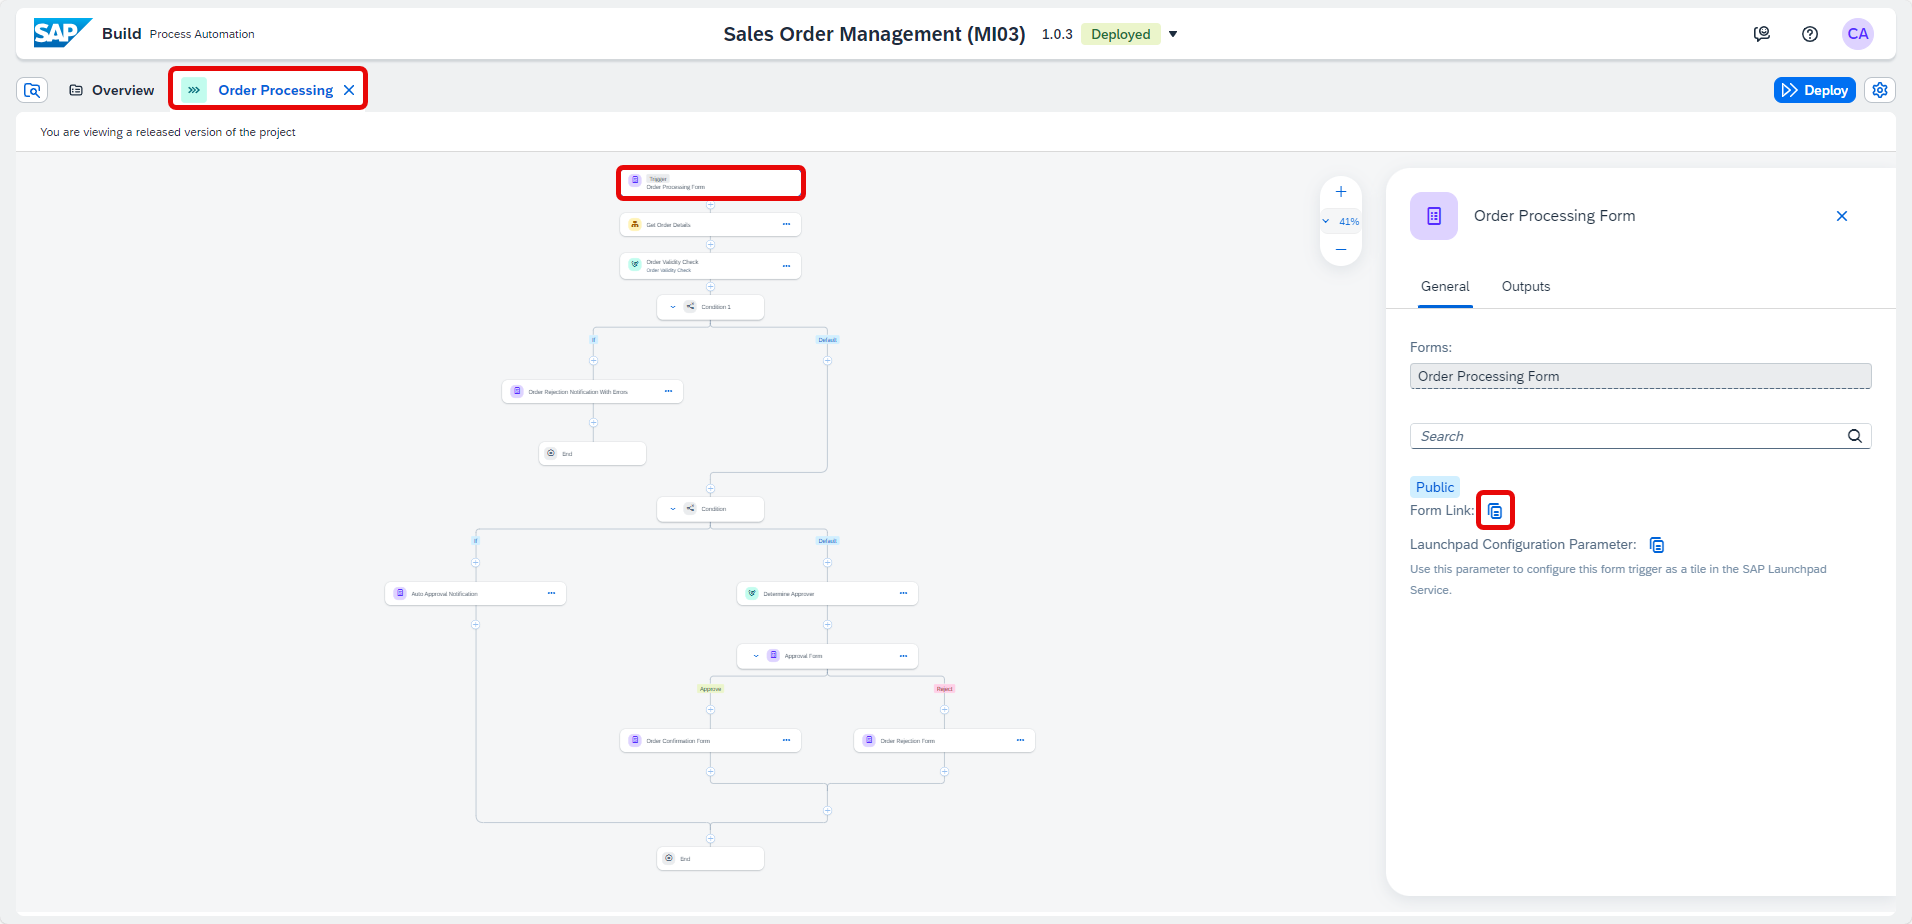 SAP Build Process Automation
Sales Order Management (MI03) 1.0.3 Deployed
CA
Overview
Order Processing
Deploy
You are viewing a released version of the project
Trigger
Order Processing Form
Get Order Details
Order Validity Check
Order Validity Check
Condition 1
If
Default
Order Rejection Notification With Errors
End
Condition
If
Default
Auto Approval Notification
Determine Approver
Approval Form
Approve
Reject
Order Confirmation Form
Order Rejection Form
End
41%
Order Processing Form
General
Outputs
Forms:
Order Processing Form
Search
Public
Form Link:
Launchpad Configuration Parameter:
Use this parameter to configure this form trigger as a tile in the SAP Launchpad
Service.